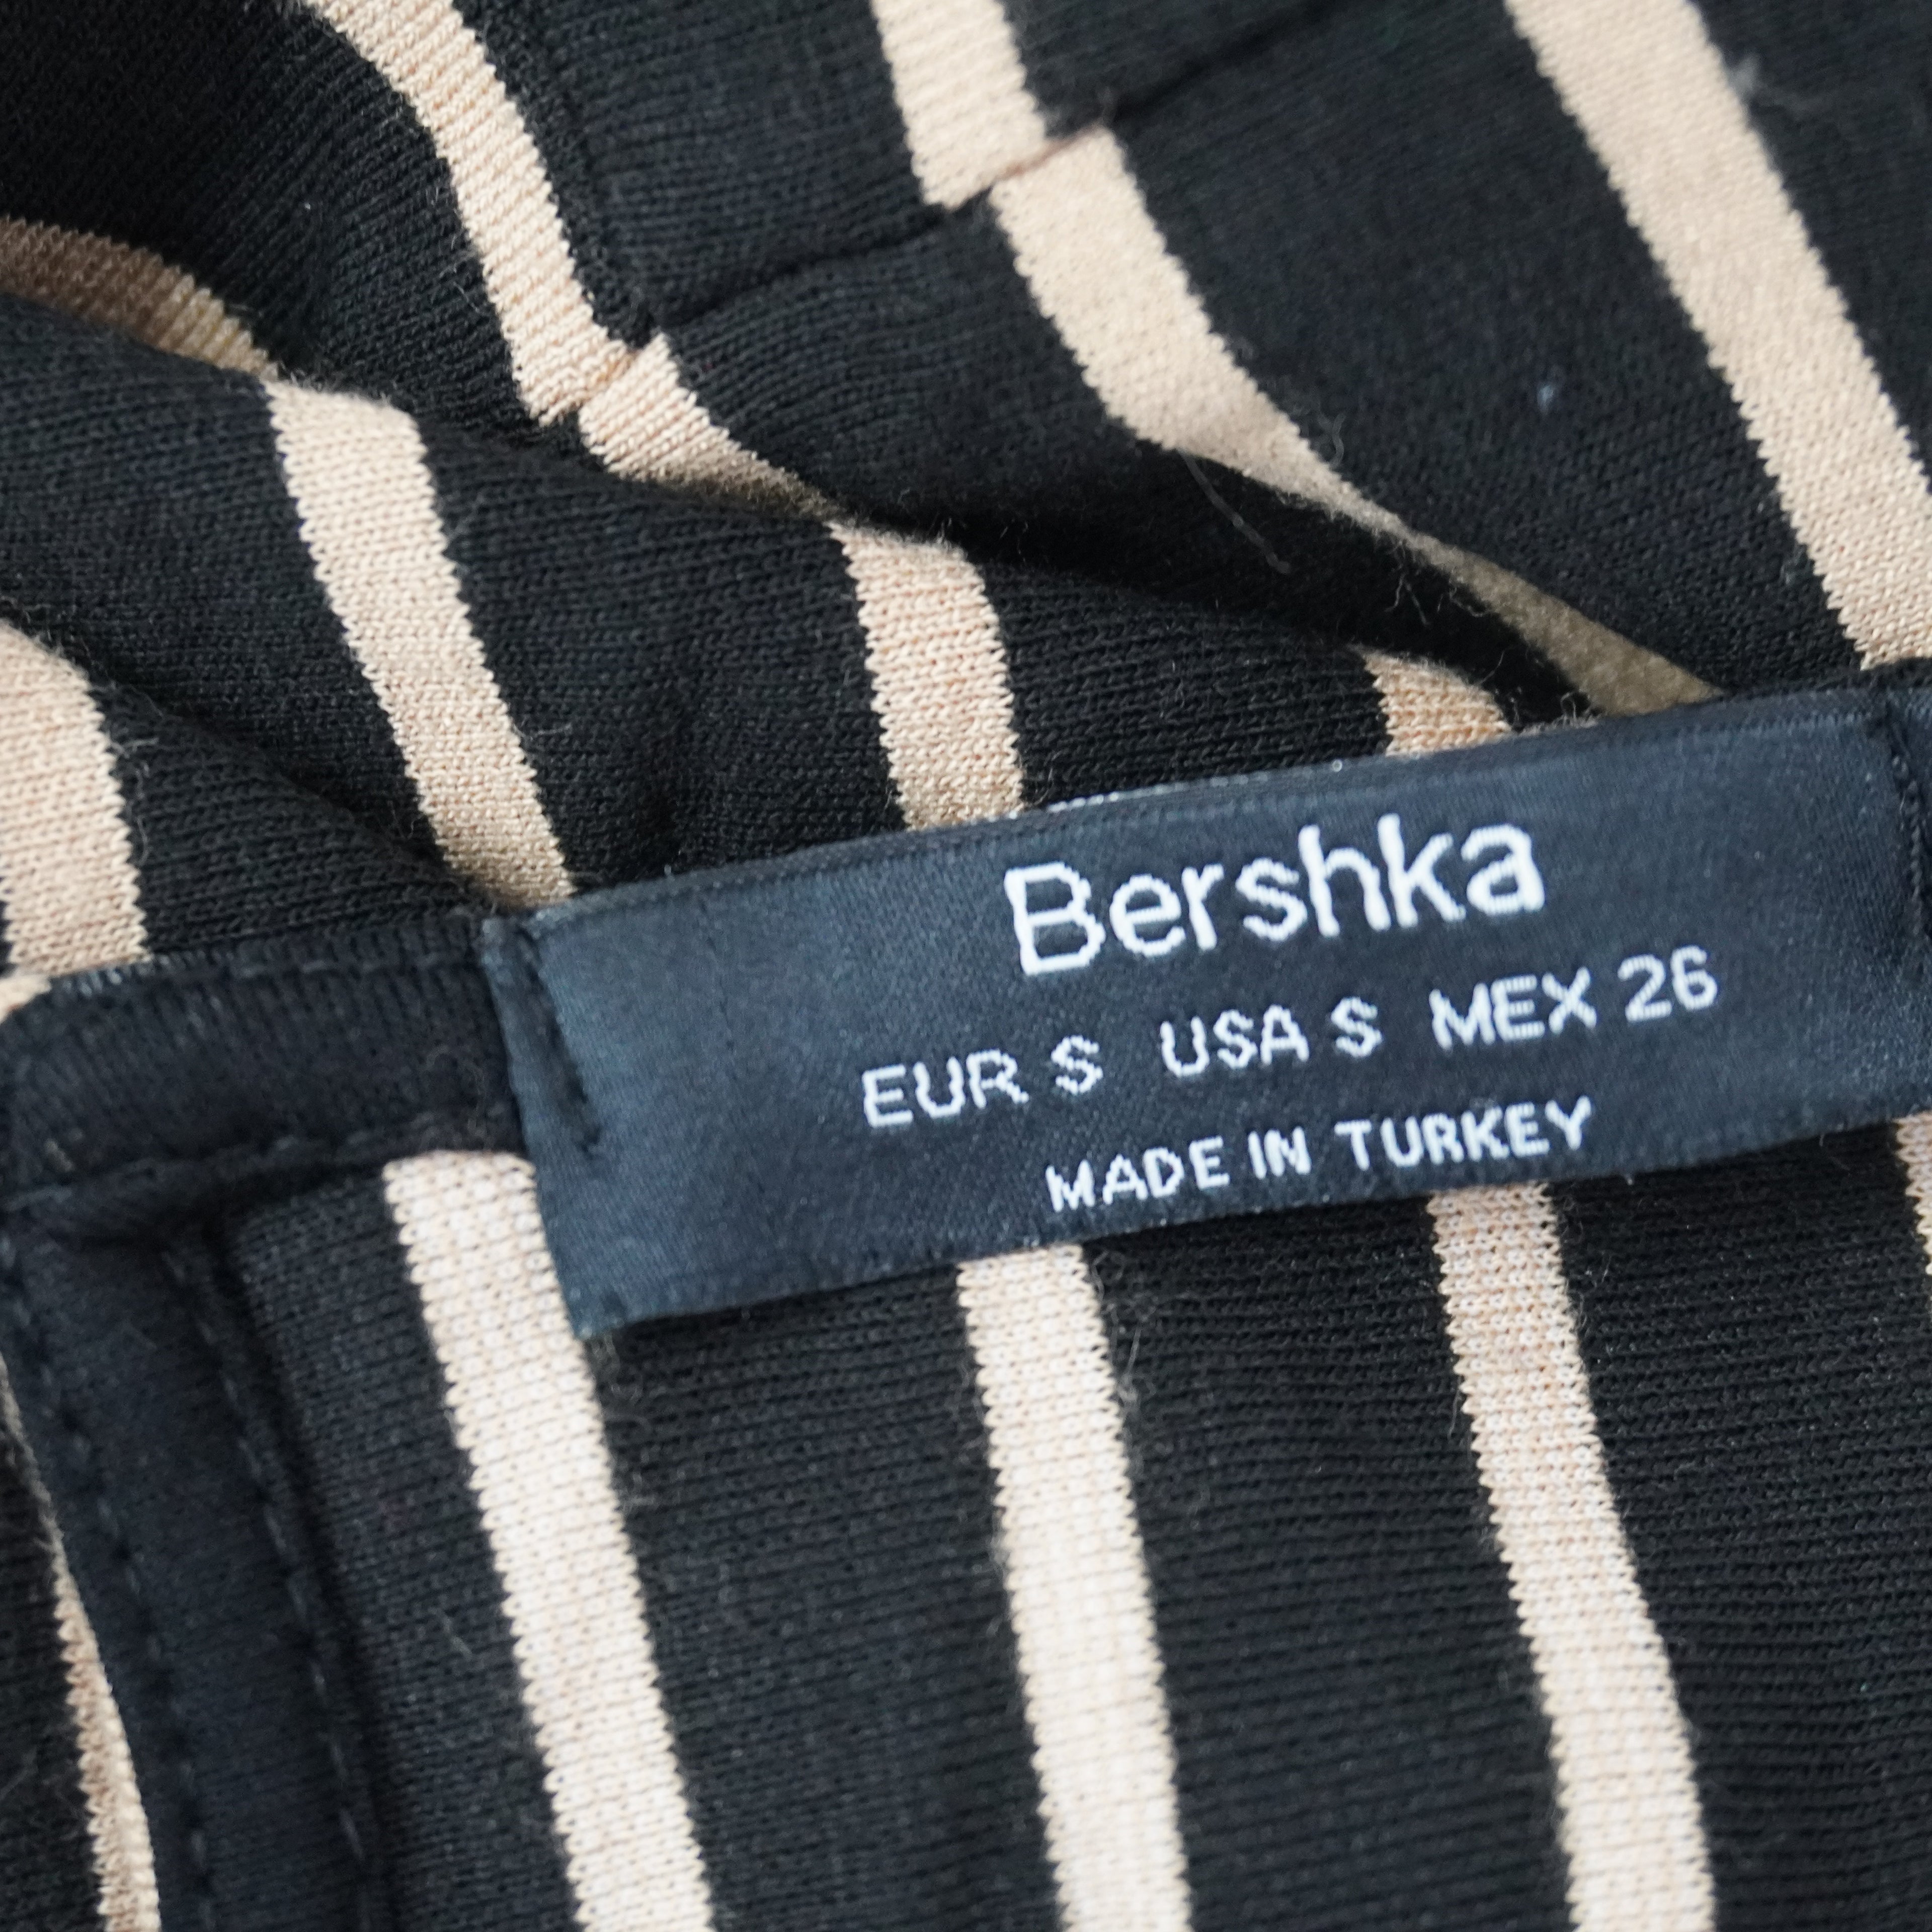 Bershka
EUR S USA S MEX 26
MADE IN TURKEY